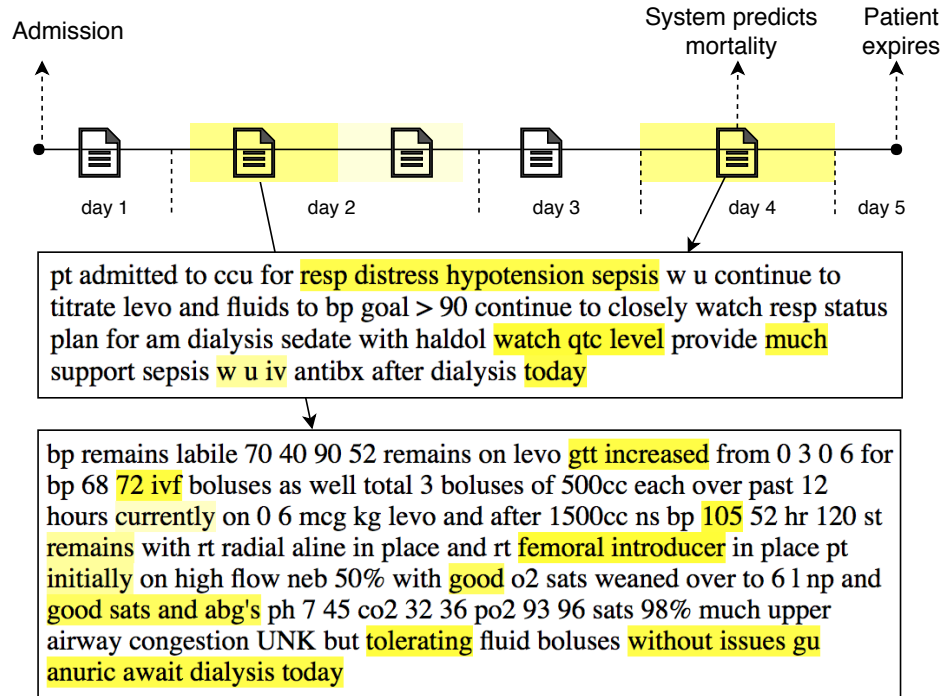 Admission
System predicts
mortality
Patient
expires
day 1
day 2
day 3
day 4
day 5
pt admitted to ccu for resp distress hypotension sepsis w u continue to
titrate levo and fluids to bp goal > 90 continue to closely watch resp status
plan for am dialysis sedate with haldol watch qtc level provide much
support sepsis w u iv antibx after dialysis today
bp remains labile 70 40 90 52 remains on levo gtt increased from 0 3 0 6 for
bp 68 72 ivf boluses as well total 3 boluses of 500cc each over past 12
hours currently on 0 6 mcg kg levo and after 1500cc ns bp 105 52 hr 120 st
remains with rt radial aline in place and rt femoral introducer in place pt
initially on high flow neb 50% with good o2 sats weaned over to 6 l np and
good sats and abg's ph 7 45 co2 32 36 po2 93 96 sats 98% much upper
airway congestion UNK but tolerating fluid boluses without issues gu
anuric await dialysis today